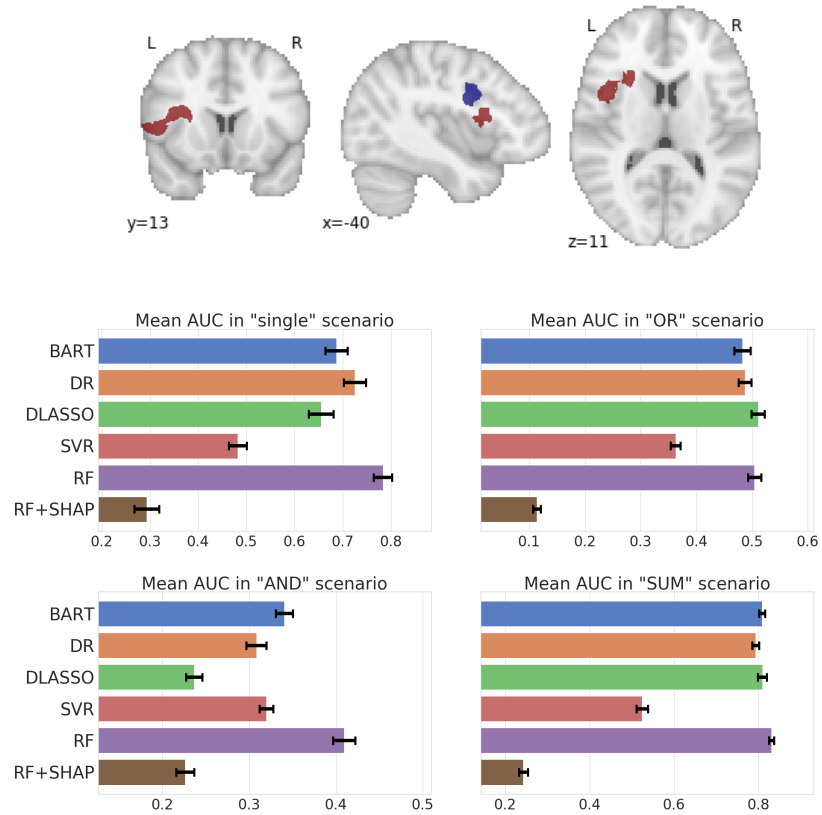 L R
L R
y=13
x=-40
z=11
Mean AUC in "single" scenario
BART
DR
DLASSO
SVR
RF
RF+SHAP
0.2 0.3 0.4 0.5 0.6 0.7 0.8
Mean AUC in "OR" scenario
0.1 0.2 0.3 0.4 0.5 0.6
Mean AUC in "AND" scenario
BART
DR
DLASSO
SVR
RF
RF+SHAP
0.2 0.3 0.4 0.5
Mean AUC in "SUM" scenario
0.2 0.4 0.6 0.8